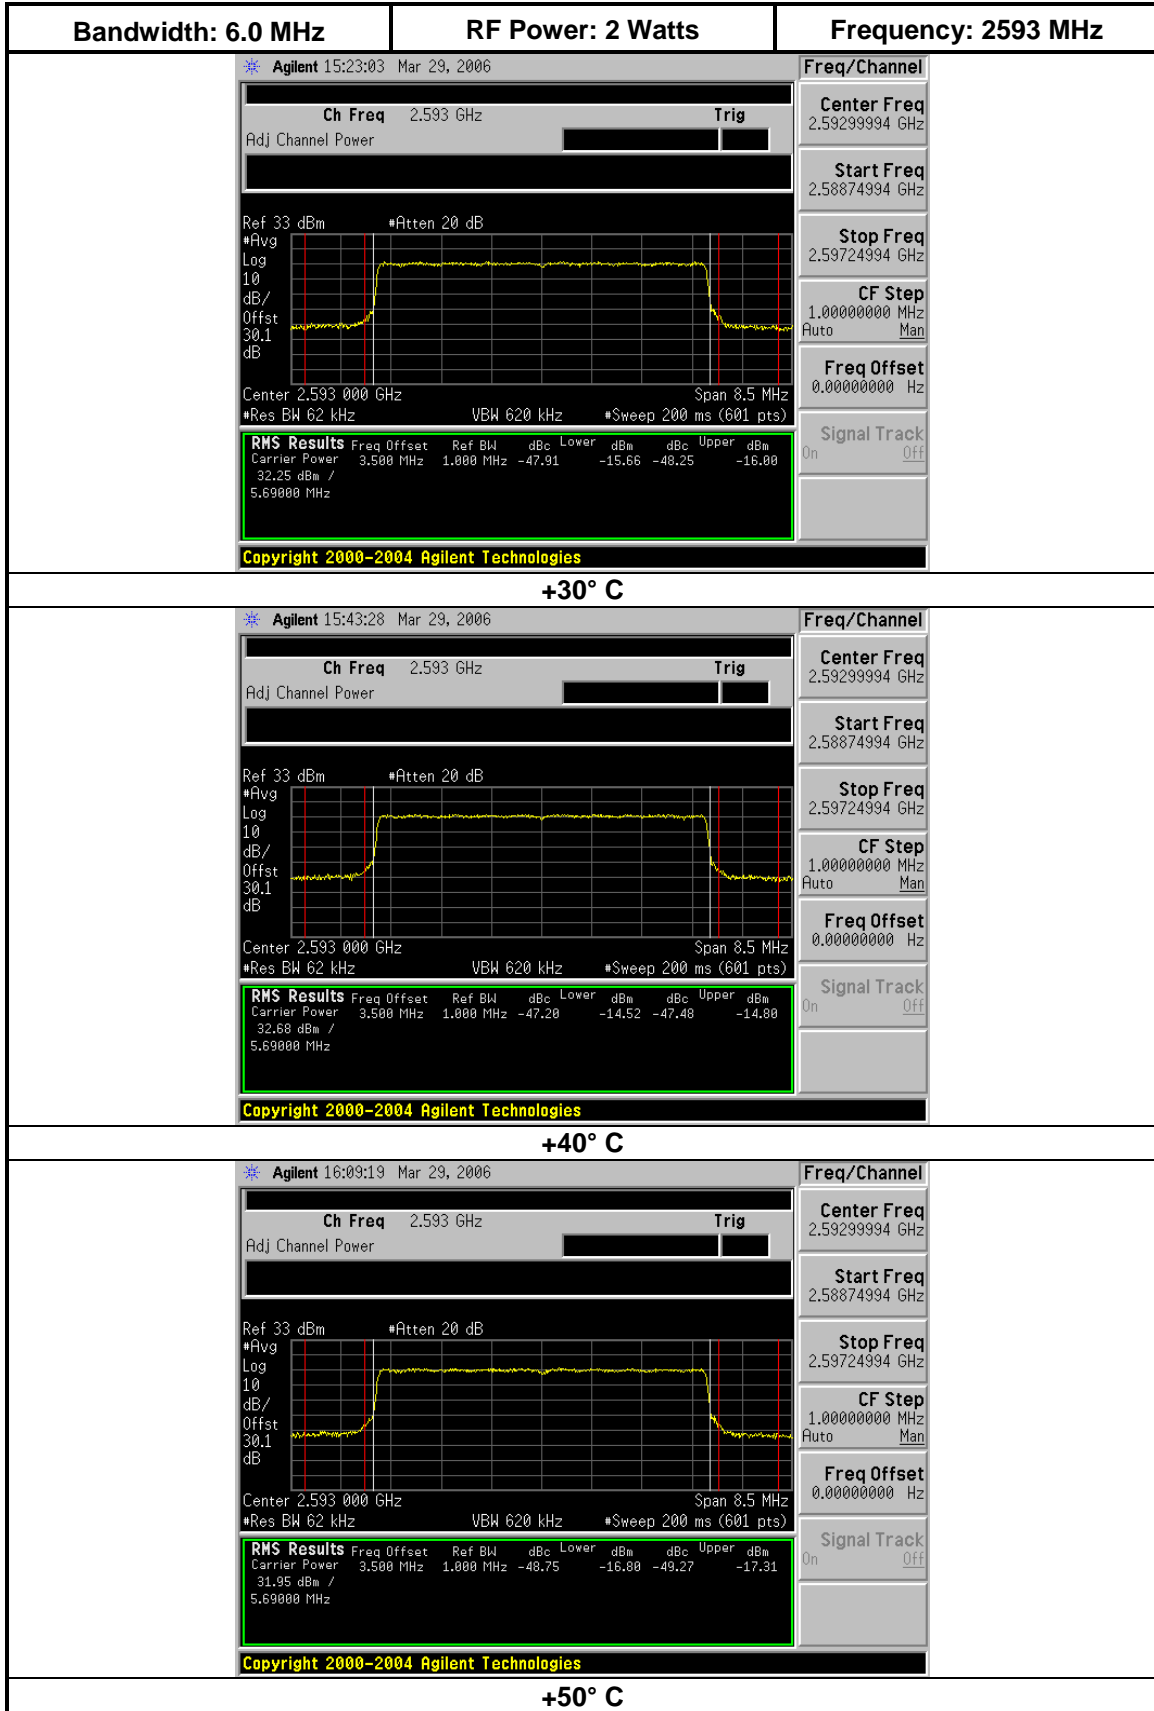 Bandwidth: 6.0 MHz RF Power: 2 Watts Frequency: 2593 MHz
Agilent 15:23:03 Mar 29, 2006 Freq/Channel
Ch Freq 2.593 GHz Trig
Adj Channel Power
Center Freq
2.59299994 GHz
Start Freq
2.58874994 GHz
Stop Freq
2.59724994 GHz
CF Step
1.00000000 MHz
Auto Man
Freq Offset
0.00000000 Hz
Signal Track
On Off
Ref 33 dBm #Atten 20 dB
#Avg
Log
10
dB/
Offst
30.1
dB
Center 2.593 000 GHz Span 8.5 MHz
#Res BW 62 kHz VBW 620 kHz #Sweep 200 ms (601 pts)
RMS Results Freq Offset Ref BW dBc Lower dBm dBc Upper dBm
Carrier Power 3.500 MHz 1.000 MHz -47.91 -15.66 -48.25 -16.00
32.25 dBm /
5.69000 MHz
Copyright 2000-2004 Agilent Technologies
+30° C
Agilent 15:43:28 Mar 29, 2006 Freq/Channel
Ch Freq 2.593 GHz Trig
Adj Channel Power
Center Freq
2.59299994 GHz
Start Freq
2.58874994 GHz
Stop Freq
2.59724994 GHz
CF Step
1.00000000 MHz
Auto Man
Freq Offset
0.00000000 Hz
Signal Track
On Off
Ref 33 dBm #Atten 20 dB
#Avg
Log
10
dB/
Offst
30.1
dB
Center 2.593 000 GHz Span 8.5 MHz
#Res BW 62 kHz VBW 620 kHz #Sweep 200 ms (601 pts)
RMS Results Freq Offset Ref BW dBc Lower dBm dBc Upper dBm
Carrier Power 3.500 MHz 1.000 MHz -47.20 -14.52 -47.48 -14.80
32.68 dBm /
5.69000 MHz
Copyright 2000-2004 Agilent Technologies
+40° C
Agilent 16:09:19 Mar 29, 2006 Freq/Channel
Ch Freq 2.593 GHz Trig
Adj Channel Power
Center Freq
2.59299994 GHz
Start Freq
2.58874994 GHz
Stop Freq
2.59724994 GHz
CF Step
1.00000000 MHz
Auto Man
Freq Offset
0.00000000 Hz
Signal Track
On Off
Ref 33 dBm #Atten 20 dB
#Avg
Log
10
dB/
Offst
30.1
dB
Center 2.593 000 GHz Span 8.5 MHz
#Res BW 62 kHz VBW 620 kHz #Sweep 200 ms (601 pts)
RMS Results Freq Offset Ref BW dBc Lower dBm dBc Upper dBm
Carrier Power 3.500 MHz 1.000 MHz -48.75 -16.80 -49.27 -17.31
31.95 dBm /
5.69000 MHz
Copyright 2000-2004 Agilent Technologies
+50° C